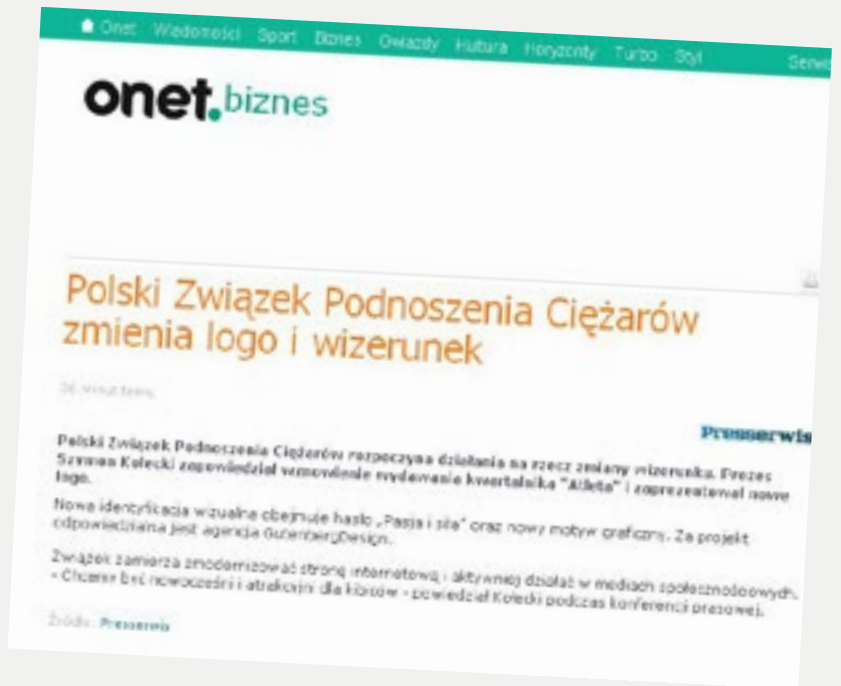 Onet Wiadomości Sport Biznes Gwiazdy Kultura Horyzonty Turbo Styl Serwis
onet.biznes
Polski Związek Podnoszenia Ciężarów
zmienia logo i wizerunek
Presserwis
Polski Związek Podnoszenia Ciężarów rozpoczyna działania na rzecz zmiany wizerunku. Prezes
Szymon Kołecki zapowiedział wznowienie wydawania kwartalnika "Atleta" i zaprezentował nowe
logo.
Nowa identyfikacja wizualna obejmuje hasło „Pasja i siła" oraz nowy motyw graficzny. Za projekt
odpowiedzialna jest agencja GutenbergDesign.
Związek zamierza zmodernizować stronę internetową i aktywniej działać w mediach społecznościowych.
- Chcemy być nowocześni i atrakcyjni dla kibiców - powiedział Kołecki podczas konferencji prasowej.
Źródło: Presserwis